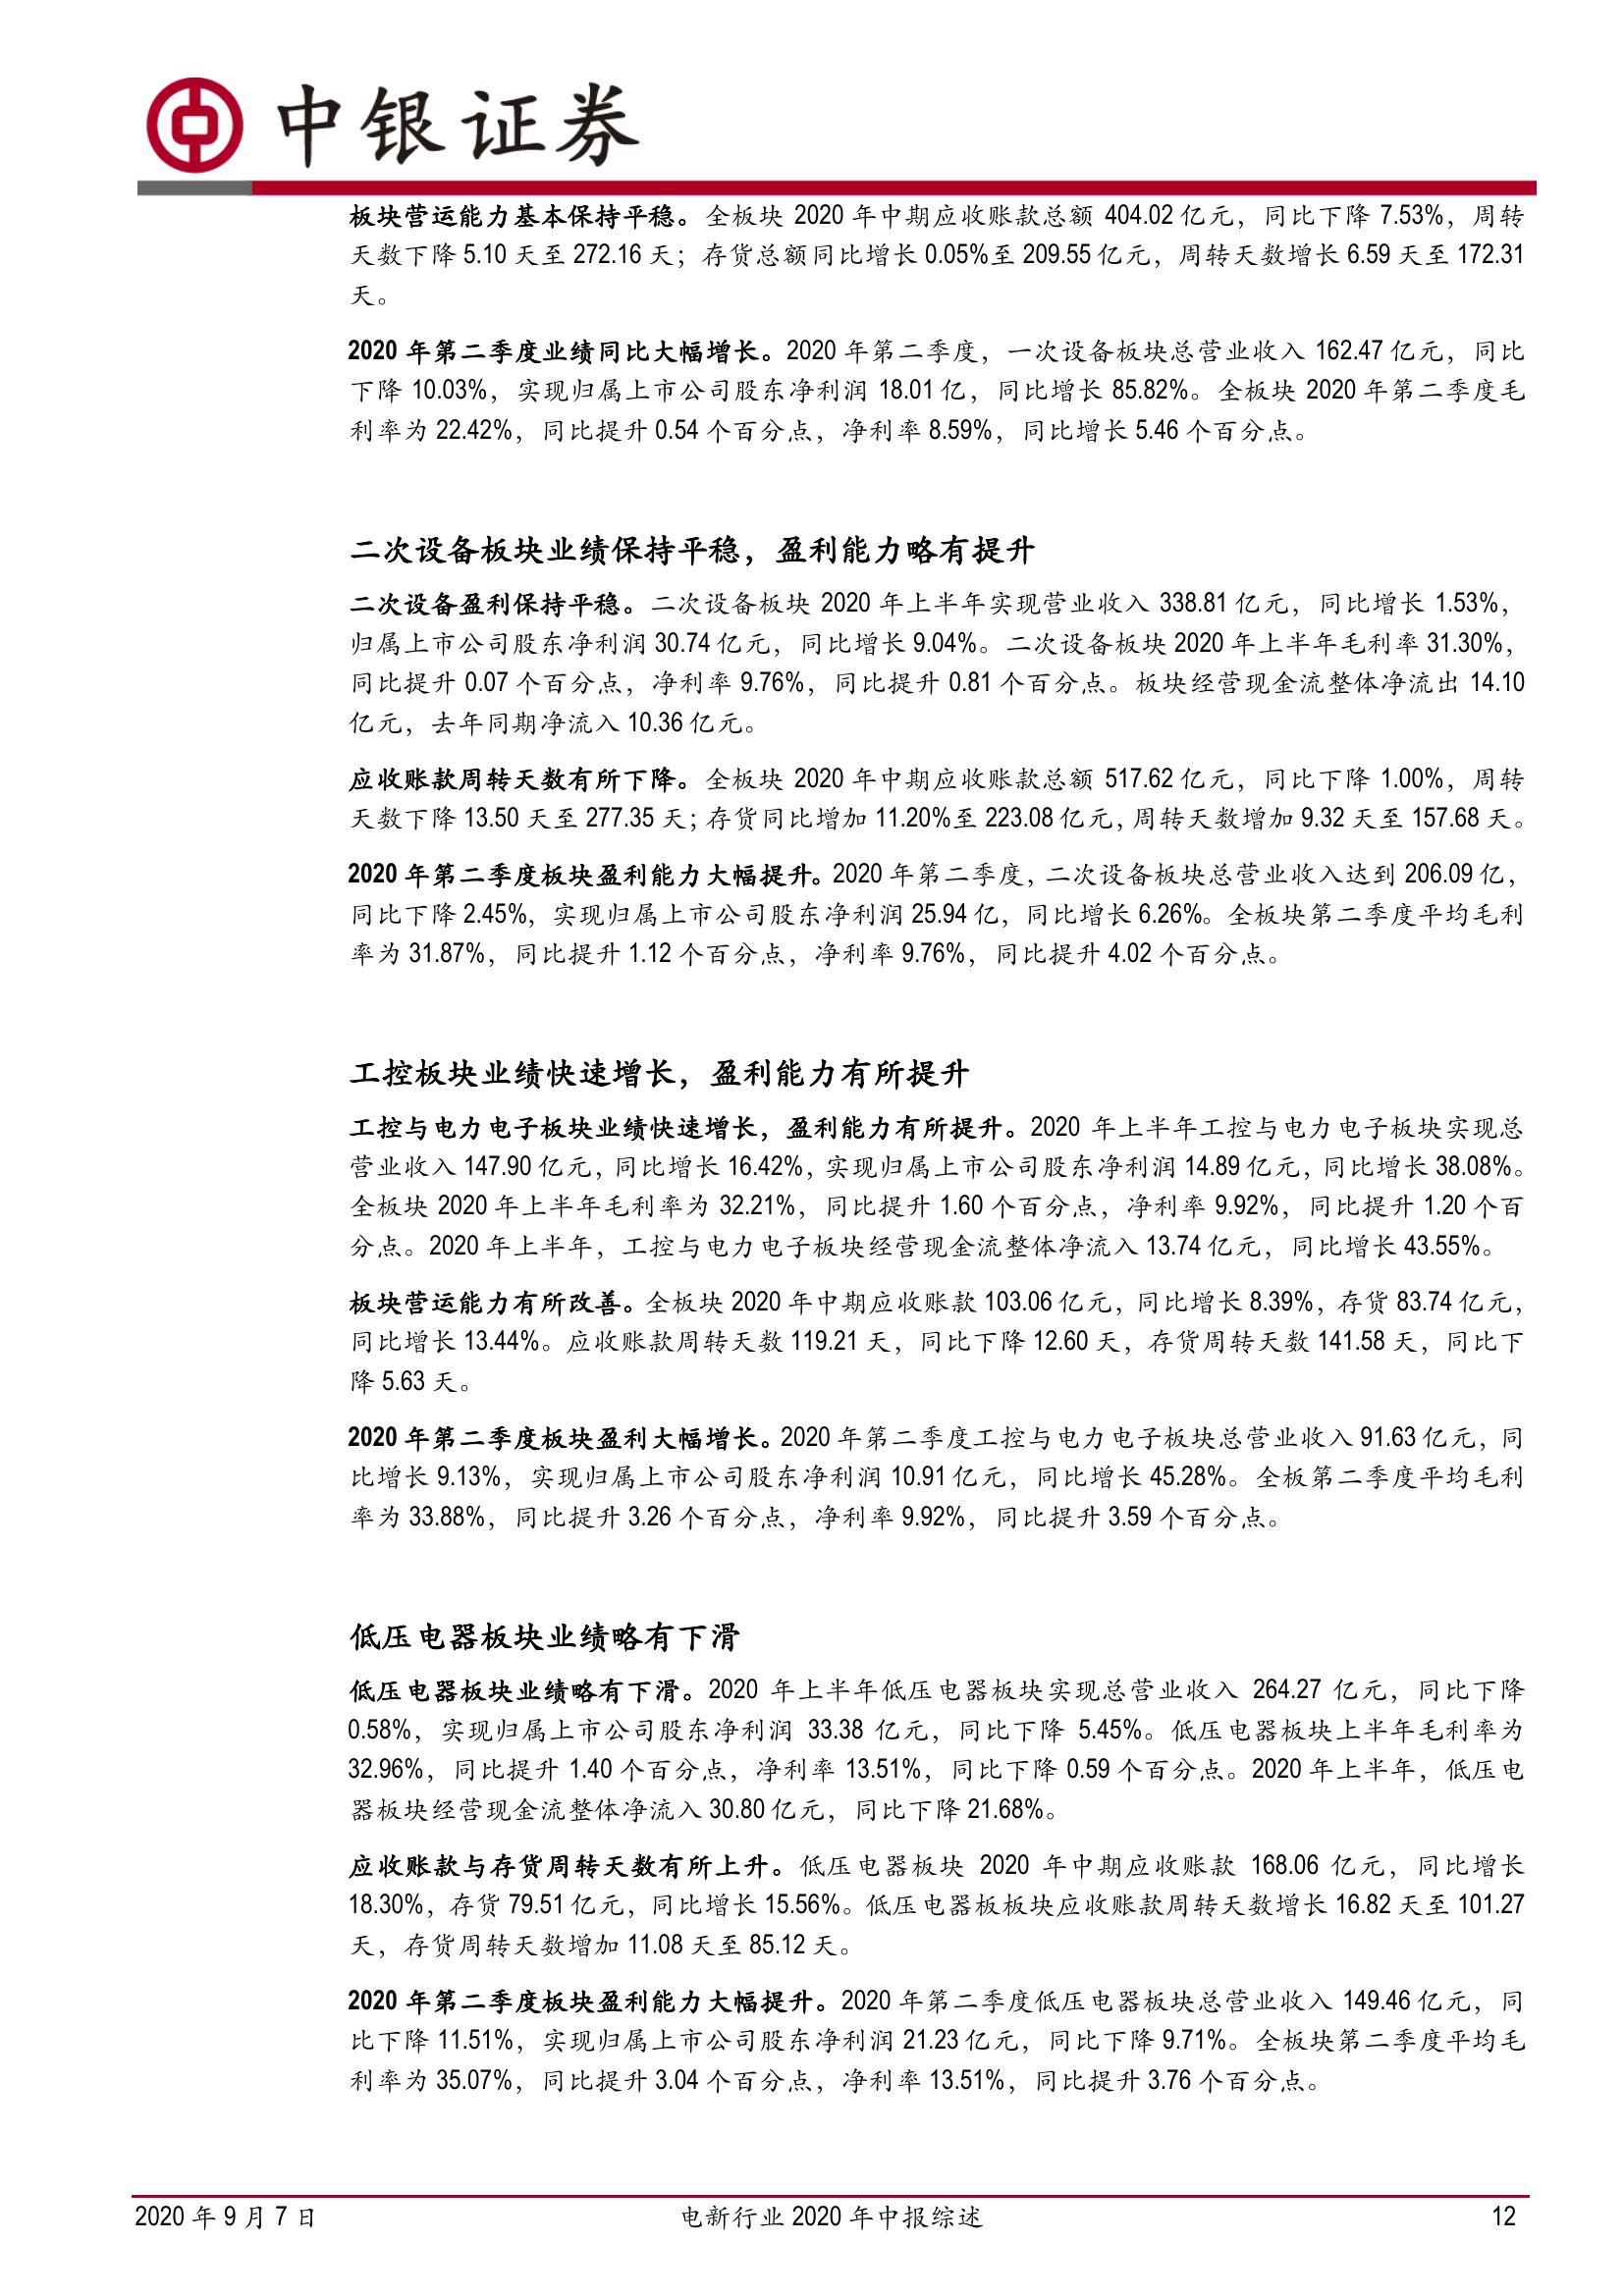 中银证券
板块营运能力基本保持平稳。全板块 2020 年中期应收账款总额 404.02 亿元，同比下降 7.53%，周转
天数下降 5.10 天至 272.16 天；存货总额同比增长 0.05%至 209.55 亿元，周转天数增长 6.59 天至 172.31
天。
2020 年第二季度业绩同比大幅增长。2020 年第二季度，一次设备板块总营业收入 162.47 亿元，同比
下降 10.03%，实现归属上市公司股东净利润 18.01 亿，同比增长 85.82%。全板块 2020 年第二季度毛
利率为 22.42%，同比提升 0.54 个百分点，净利率 8.59%，同比增长 5.46 个百分点。
二次设备板块业绩保持平稳，盈利能力略有提升
二次设备盈利保持平稳。二次设备板块 2020 年上半年实现营业收入 338.81 亿元，同比增长 1.53%，
归属上市公司股东净利润 30.74 亿元，同比增长 9.04%。二次设备板块 2020 年上半年毛利率 31.30%，
同比提升 0.07 个百分点，净利率 9.76%，同比提升 0.81 个百分点。板块经营现金流整体净流出 14.10
亿元，去年同期净流入 10.36 亿元。
应收账款周转天数有所下降。全板块 2020 年中期应收账款总额 517.62 亿元，同比下降 1.00%，周转
天数下降 13.50 天至 277.35 天；存货同比增加 11.20%至 223.08 亿元，周转天数增加 9.32 天至 157.68 天。
2020 年第二季度板块盈利能力大幅提升。2020 年第二季度，二次设备板块总营业收入达到 206.09 亿，
同比下降 2.45%，实现归属上市公司股东净利润 25.94 亿，同比增长 6.26%。全板块第二季度平均毛利
率为 31.87%，同比提升 1.12 个百分点，净利率 9.76%，同比提升 4.02 个百分点。
工控板块业绩快速增长，盈利能力有所提升
工控与电力电子板块业绩快速增长，盈利能力有所提升。2020 年上半年工控与电力电子板块实现总
营业收入 147.90 亿元，同比增长 16.42%，实现归属上市公司股东净利润 14.89 亿元，同比增长 38.08%。
全板块 2020 年上半年毛利率为 32.21%，同比提升 1.60 个百分点，净利率 9.92%，同比提升 1.20 个百
分点。2020 年上半年，工控与电力电子板块经营现金流整体净流入 13.74 亿元，同比增长 43.55%。
板块营运能力有所改善。全板块 2020 年中期应收账款 103.06 亿元，同比增长 8.39%，存货 83.74 亿元，
同比增长 13.44%。应收账款周转天数 119.21 天，同比下降 12.60 天，存货周转天数 141.58 天，同比下
降 5.63 天。
2020 年第二季度板块盈利大幅增长。2020 年第二季度工控与电力电子板块总营业收入 91.63 亿元，同
比增长 9.13%，实现归属上市公司股东净利润 10.91 亿元，同比增长 45.28%。全板第二季度平均毛利
率为 33.88%，同比提升 3.26 个百分点，净利率 9.92%，同比提升 3.59 个百分点。
低压电器板块业绩略有下滑
低压电器板块业绩略有下滑。2020 年上半年低压电器板块实现总营业收入 264.27 亿元，同比下降
0.58%，实现归属上市公司股东净利润 33.38 亿元，同比下降 5.45%。低压电器板块上半年毛利率为
32.96%，同比提升 1.40 个百分点，净利率 13.51%，同比下降 0.59 个百分点。2020 年上半年，低压电
器板块经营现金流整体净流入 30.80 亿元，同比下降 21.68%。
应收账款与存货周转天数有所上升。低压电器板块 2020 年中期应收账款 168.06 亿元，同比增长
18.30%，存货 79.51 亿元，同比增长 15.56%。低压电器板板块应收账款周转天数增长 16.82 天至 101.27
天，存货周转天数增加 11.08 天至 85.12 天。
2020 年第二季度板块盈利能力大幅提升。2020 年第二季度低压电器板块总营业收入 149.46 亿元，同
比下降 11.51%，实现归属上市公司股东净利润 21.23 亿元，同比下降 9.71%。全板块第二季度平均毛
利率为 35.07%，同比提升 3.04 个百分点，净利率 13.51%，同比提升 3.76 个百分点。
2020 年 9 月 7 日 电新行业 2020 年中报综述 12